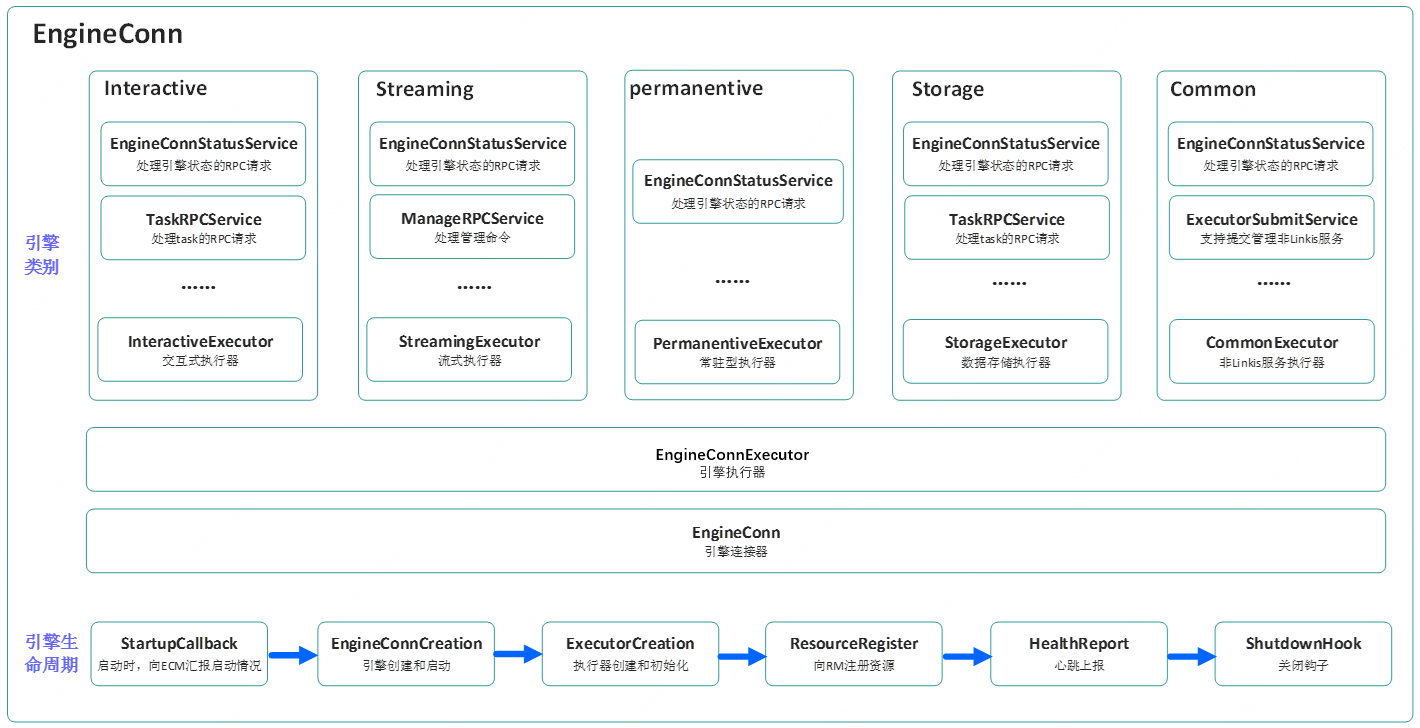 EngineConn
引擎
类别
Interactive
EngineConnStatusService
处理引擎状态的RPC请求
TaskRPCService
处理task的RPC请求
......
InteractiveExecutor
交互式执行器
Streaming
EngineConnStatusService
处理引擎状态的RPC请求
ManageRPCService
处理管理命令
......
StreamingExecutor
流式执行器
permanentive
EngineConnStatusService
处理引擎状态的RPC请求
......
PermanentiveExecutor
常驻型执行器
Storage
EngineConnStatusService
处理引擎状态的RPC请求
TaskRPCService
处理task的RPC请求
......
StorageExecutor
数据存储执行器
Common
EngineConnStatusService
处理引擎状态的RPC请求
ExecutorSubmitService
支持提交管理非Linkis服务
......
CommonExecutor
非Linkis服务执行器
EngineConnExecutor
引擎执行器
EngineConn
引擎连接器
引擎生
命周期
StartupCallback
启动时，向ECM汇报启动情况
EngineConnCreation
引擎创建和启动
ExecutorCreation
执行器创建和初始化
ResourceRegister
向RM注册资源
HealthReport
心跳上报
ShutdownHook
关闭钩子